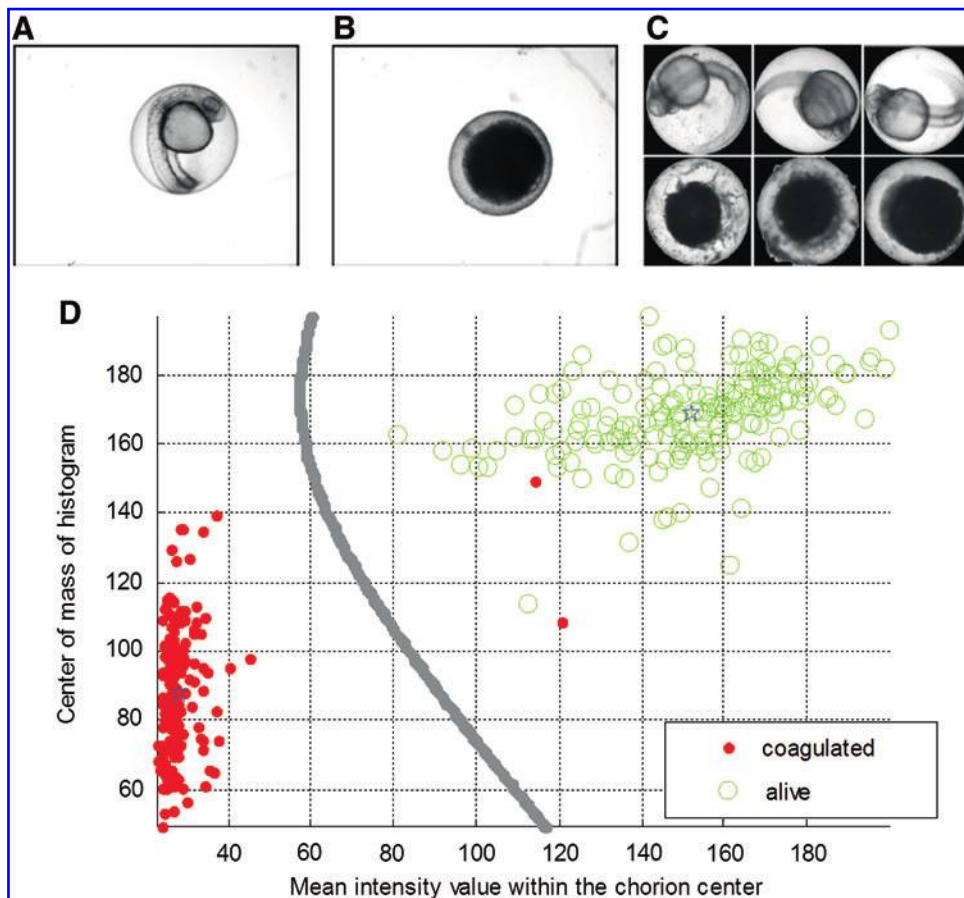 A
B
C
D
Center of mass of histogram
180
160
140
120
100
80
60
40
60
80
100
120
140
160
180
coagulated
alive
Mean intensity value within the chorion center